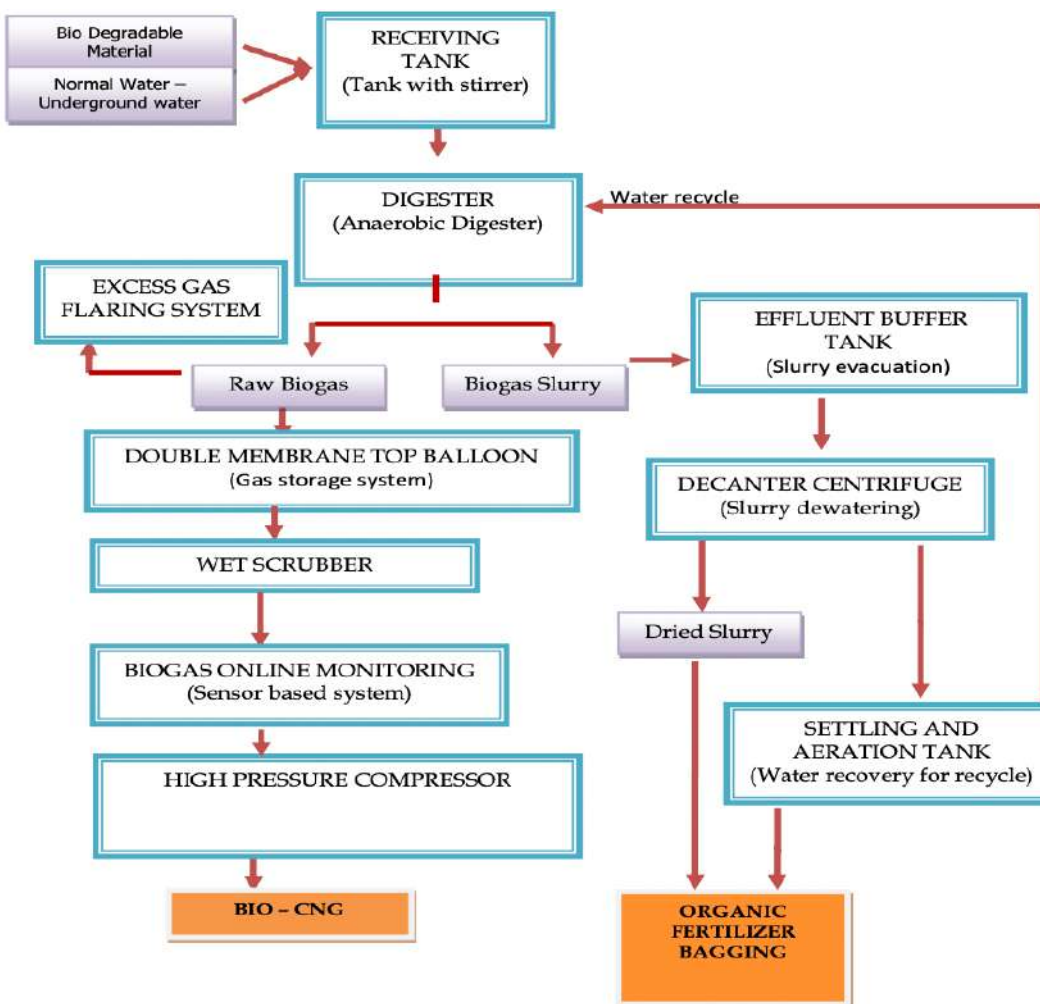 Bio Degradable
Material
Normal Water –
Underground water
RECEIVING
TANK
(Tank with stirrer)
DIGESTER
(Anaerobic Digester)
Water recycle
EXCESS GAS
FLARING SYSTEM
Raw Biogas
Biogas Slurry
EFFLUENT BUFFER
TANK
(Slurry evacuation)
DOUBLE MEMBRANE TOP BALLOON
(Gas storage system)
DECANTER CENTRIFUGE
(Slurry dewatering)
WET SCRUBBER
Dried Slurry
BIOGAS ONLINE MONITORING
(Sensor based system)
SETTLING AND
AERATION TANK
(Water recovery for recycle)
HIGH PRESSURE COMPRESSOR
BIO – CNG
ORGANIC
FERTILIZER
BAGGING